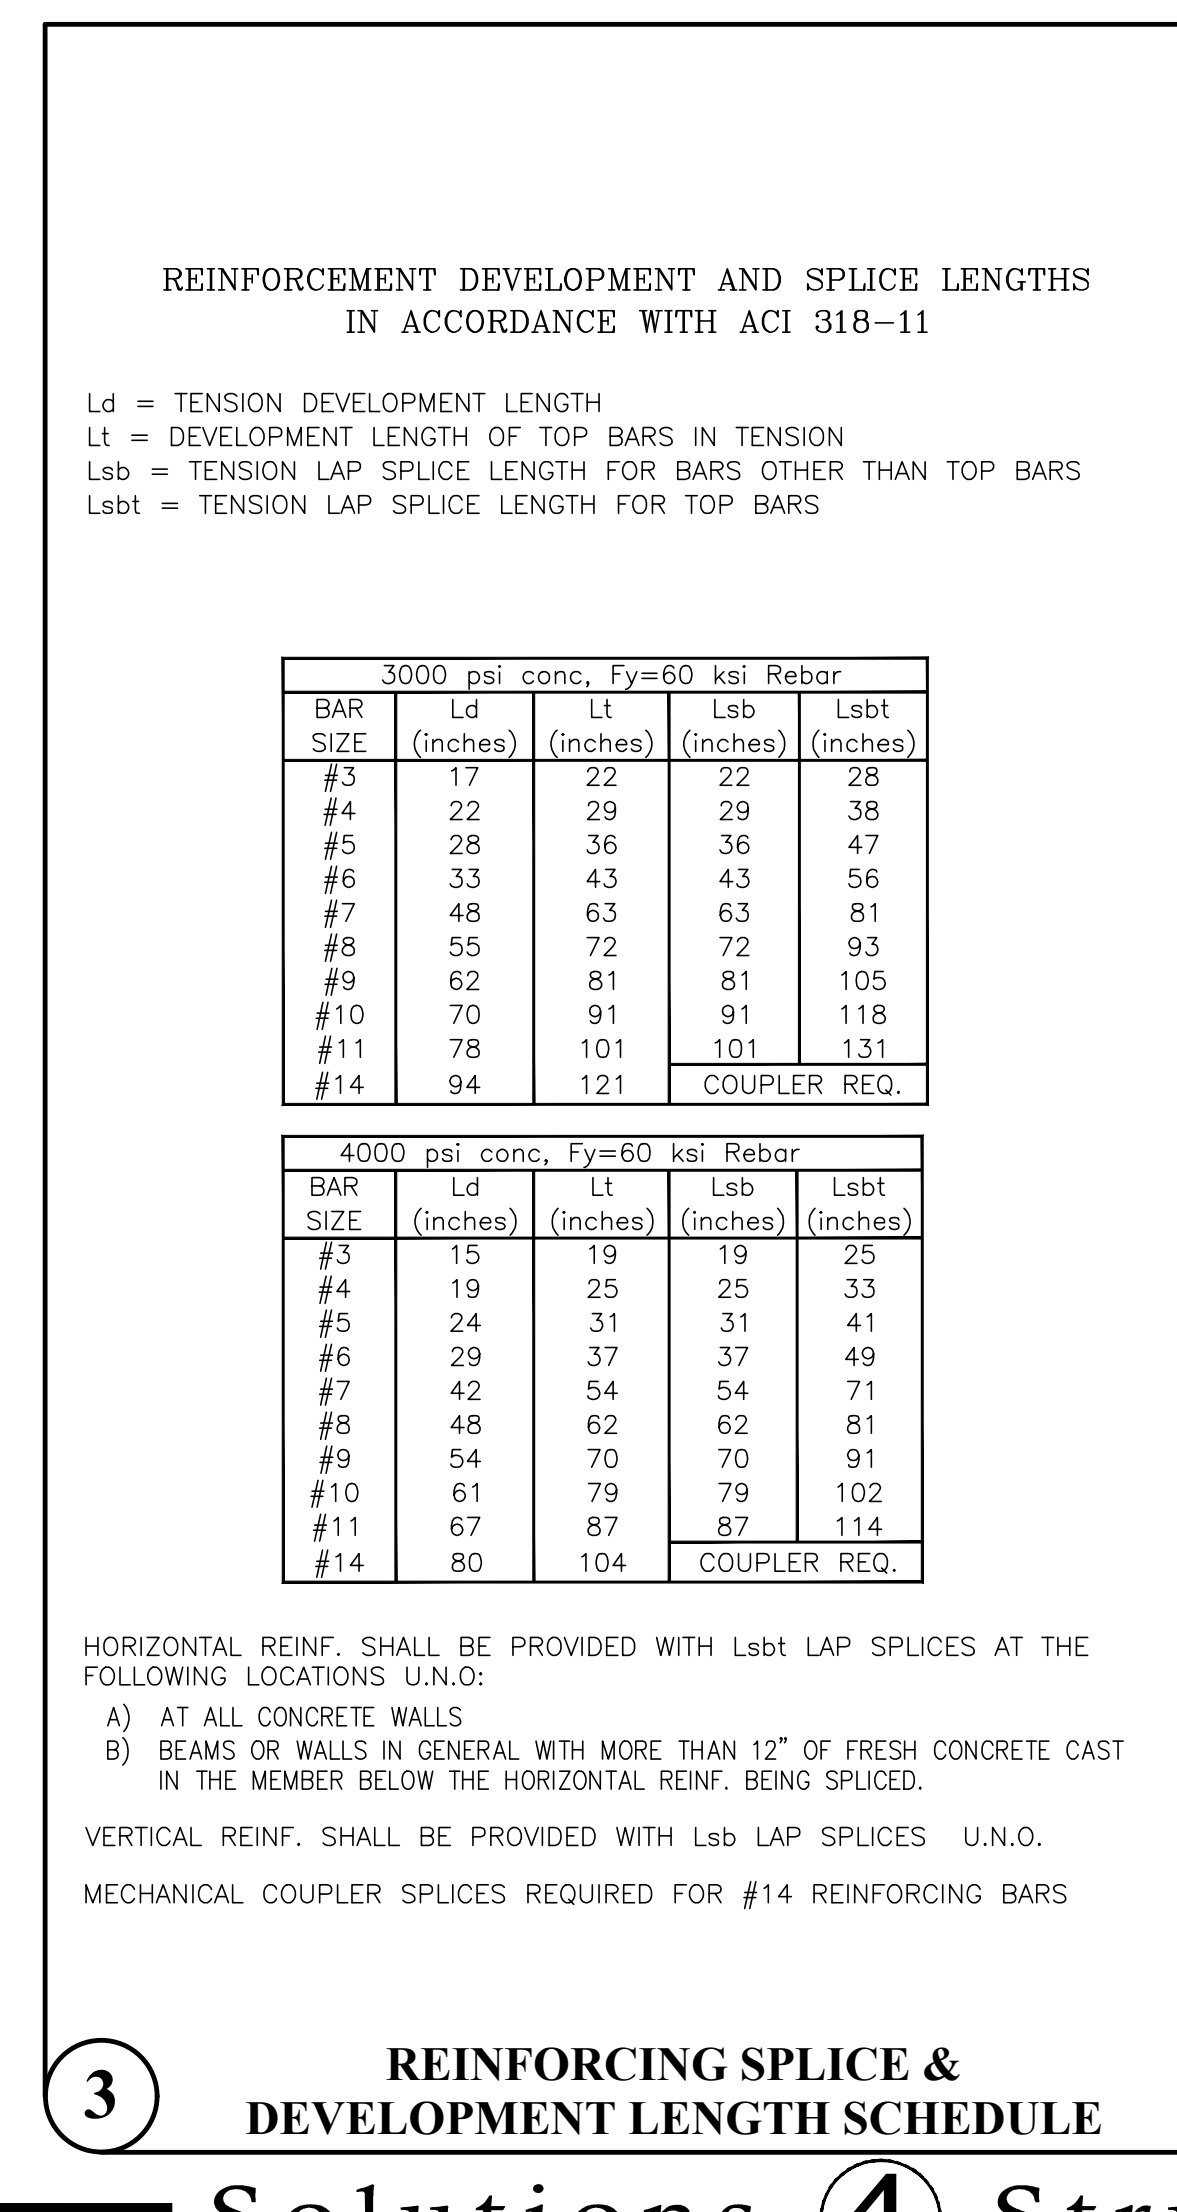 REINFORCEMENT DEVELOPMENT AND SPLICE LENGTHS
IN ACCORDANCE WITH ACI 318-11
Ld = TENSION DEVELOPMENT LENGTH
Lt = DEVELOPMENT LENGTH OF TOP BARS IN TENSION
Lsb = TENSION LAP SPLICE LENGTH FOR BARS OTHER THAN TOP BARS
Lsbt = TENSION LAP SPLICE LENGTH FOR TOP BARS
3000 psi conc, Fy=60 ksi Rebar
BAR Ld Lt Lsb Lsbt
SIZE (inches) (inches) (inches) (inches)
#3 17 22 22 28
#4 22 29 29 38
#5 28 36 36 47
#6 33 43 43 56
#7 48 63 63 81
#8 55 72 72 93
#9 62 81 81 105
#10 70 91 91 118
#11 78 101 101 131
#14 94 121 COUPLER REQ.
4000 psi conc, Fy=60 ksi Rebar
BAR Ld Lt Lsb Lsbt
SIZE (inches) (inches) (inches) (inches)
#3 15 19 19 25
#4 19 25 25 33
#5 24 31 31 41
#6 29 37 37 49
#7 42 54 54 71
#8 48 62 62 81
#9 54 70 70 91
#10 61 79 79 102
#11 67 87 87 114
#14 80 104 COUPLER REQ.
HORIZONTAL REINF. SHALL BE PROVIDED WITH Lsbt LAP SPLICES AT THE
FOLLOWING LOCATIONS U.N.O:
A) AT ALL CONCRETE WALLS
B) BEAMS OR WALLS IN GENERAL WITH MORE THAN 12" OF FRESH CONCRETE CAST
IN THE MEMBER BELOW THE HORIZONTAL REINF. BEING SPLICED.
VERTICAL REINF. SHALL BE PROVIDED WITH Lsb LAP SPLICES U.N.O.
MECHANICAL COUPLER SPLICES REQUIRED FOR #14 REINFORCING BARS
3
REINFORCING SPLICE &
DEVELOPMENT LENGTH SCHEDULE
Solutions 4